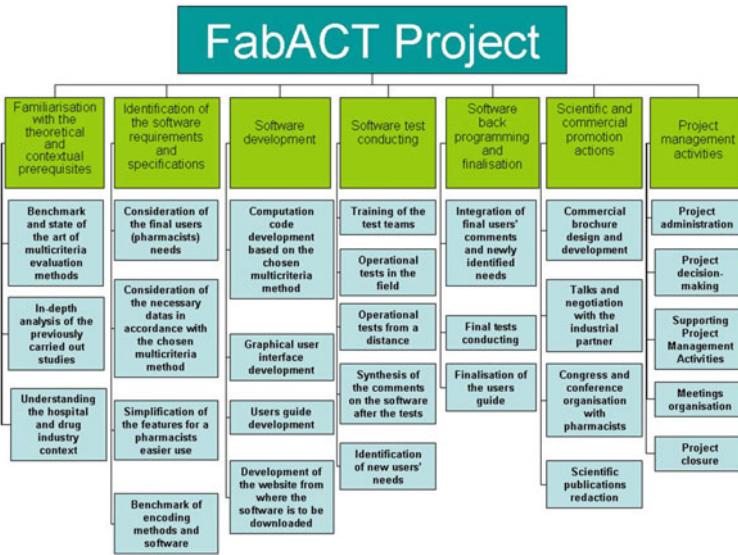 FabACT Project
Familiarisation
with the
theoretical
and
contextual
prerequisites
Benchmark
and state of
the art of
multicriteria
evaluation
methods
In-depth
analysis of the
previously
carried out
studies
Understanding
the hospital
and drug
industry
context
Identification of
the software
requirements
and
specifications
Consideration of
the final users
(pharmacists)
needs
Consideration of
the necessary
datas in
accordance with
the chosen
multicriteria
method
Simplification of
the features for a
pharmacists
easier use
Benchmark of
encoding
methods and
software
Software
development
Computation
code
development
based on the
chosen
multicriteria
method
Graphical user
interface
development
Users guide
development
Development of
the website from
where the
software is to be
downloaded
Software test
conducting
Training of the
test teams
Operational
tests in the
field
Operational
tests from a
distance
Synthesis of
the comments
on the software
after the tests
Identification
of new users'
needs
Software
back
programming
and
finalisation
Integration of
final users'
comments
and newly
identified
needs
Final tests
conducting
Finalisation of
the users
guide
Scientific and
commercial
promotion
actions
Commercial
brochure
design and
development
Talks and
negotiation
with the
industrial
partner
Congress and
conference
organisation
with
pharmacists
Scientific
publications
redaction
Project
management
activities
Project
administration
Project
decision-
making
Supporting
Project
Management
Activities
Meetings
organisation
Project
closure